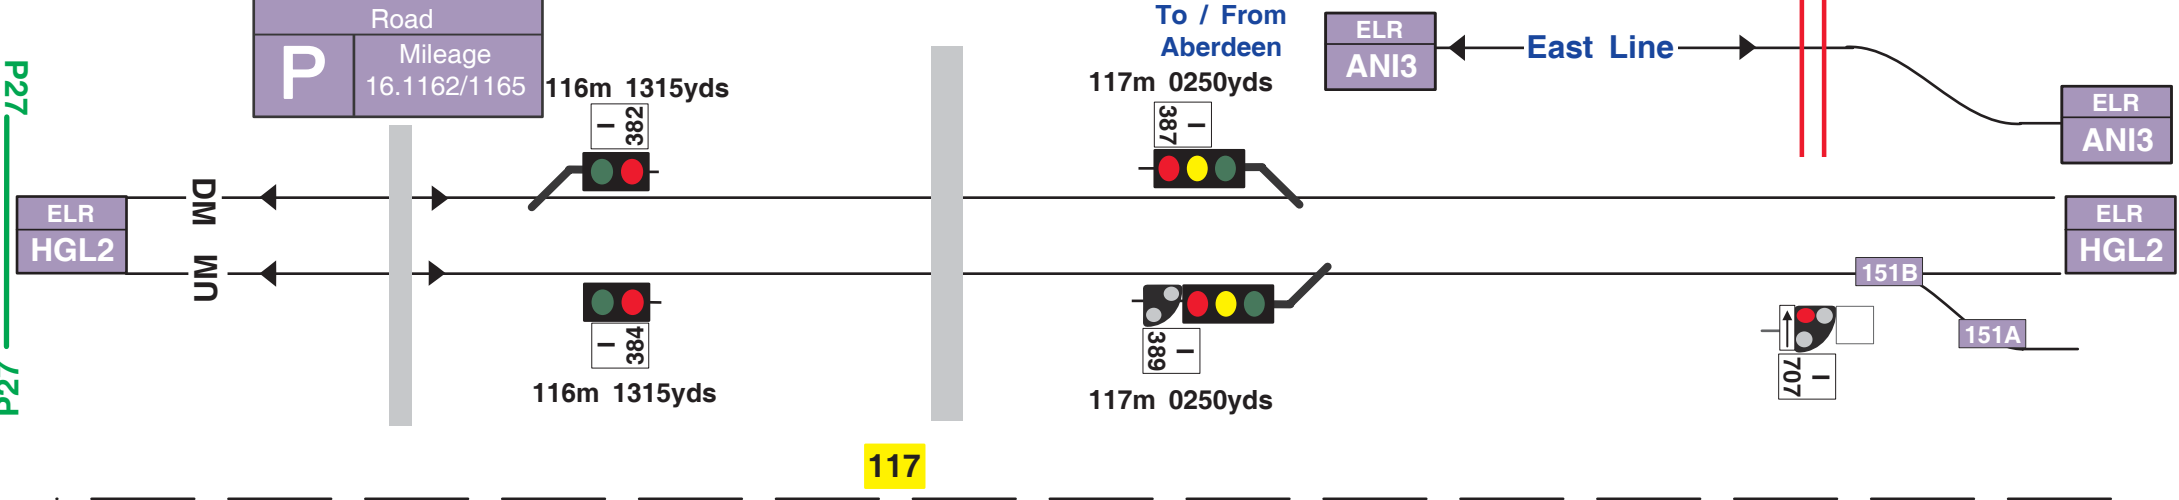 Road
P
Mileage
16.1162/1165
To / From
Aberdeen
ELR
ANI3
East Line
P27
116m 1315yds
I
382
117m 0250yds
387
I
ELR
ANI3
DM
ELR
HGL2
UM
ELR
HGL2
151B
151A
I
384
116m 1315yds
389
I
117m 0250yds
707
I
P27
117